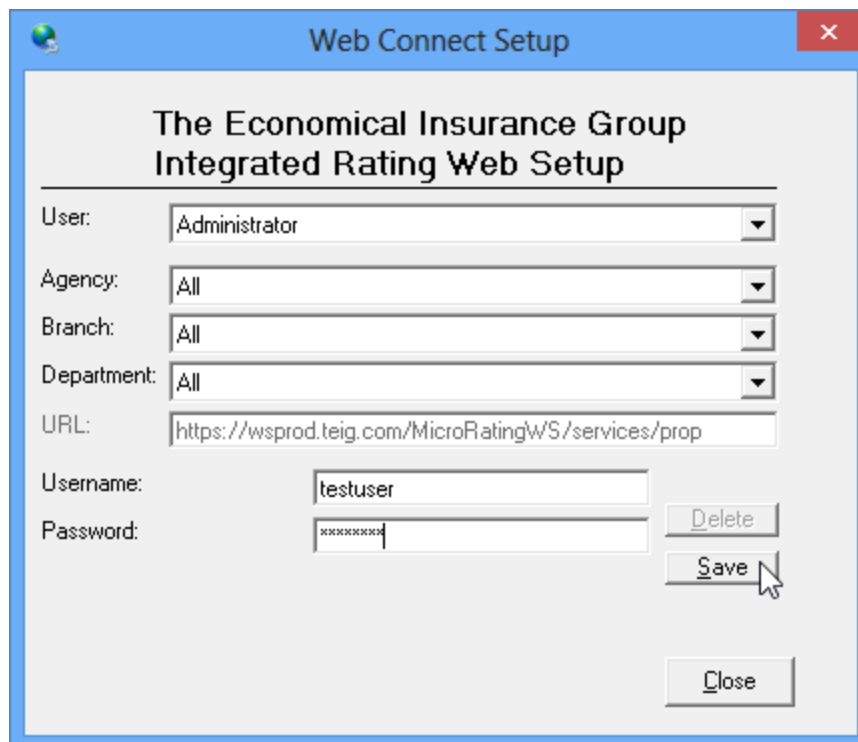 Web Connect Setup
The Economical Insurance Group
Integrated Rating Web Setup
User: Administrator
Agency: All
Branch: All
Department: All
URL: https://wsprod.teig.com/MicroRatingWS/services/prop
Username: testuser
Password: ********
Delete
Save
Close